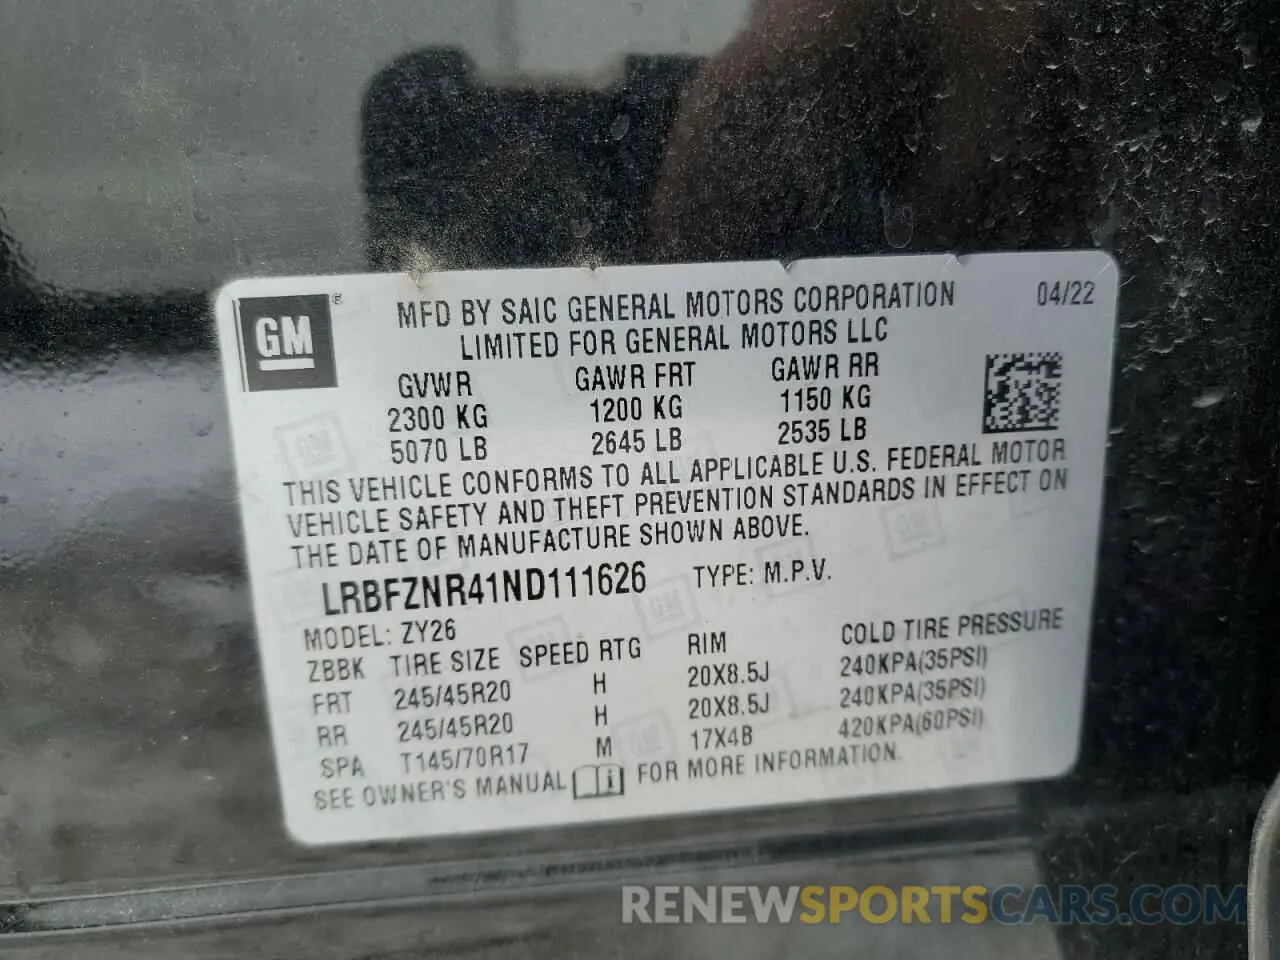 GM ®
MFD BY SAIC GENERAL MOTORS CORPORATION 04/22
LIMITED FOR GENERAL MOTORS LLC
GVWR GAWR FRT GAWR RR
2300 KG 1200 KG 1150 KG
5070 LB 2645 LB 2535 LB
THIS VEHICLE CONFORMS TO ALL APPLICABLE U.S. FEDERAL MOTOR
VEHICLE SAFETY AND THEFT PREVENTION STANDARDS IN EFFECT ON
THE DATE OF MANUFACTURE SHOWN ABOVE.
LRBFZNR41ND111626 TYPE: M.P.V.
MODEL: ZY26
ZBBK TIRE SIZE SPEED RTG RIM COLD TIRE PRESSURE
FRT 245/45R20 H 20X8.5J 240KPA(35PSI)
RR 245/45R20 H 20X8.5J 240KPA(35PSI)
SPA T145/70R17 M 17X4B 420KPA(60PSI)
SEE OWNER'S MANUAL i FOR MORE INFORMATION.
RENEWSPORTSCARS.COM